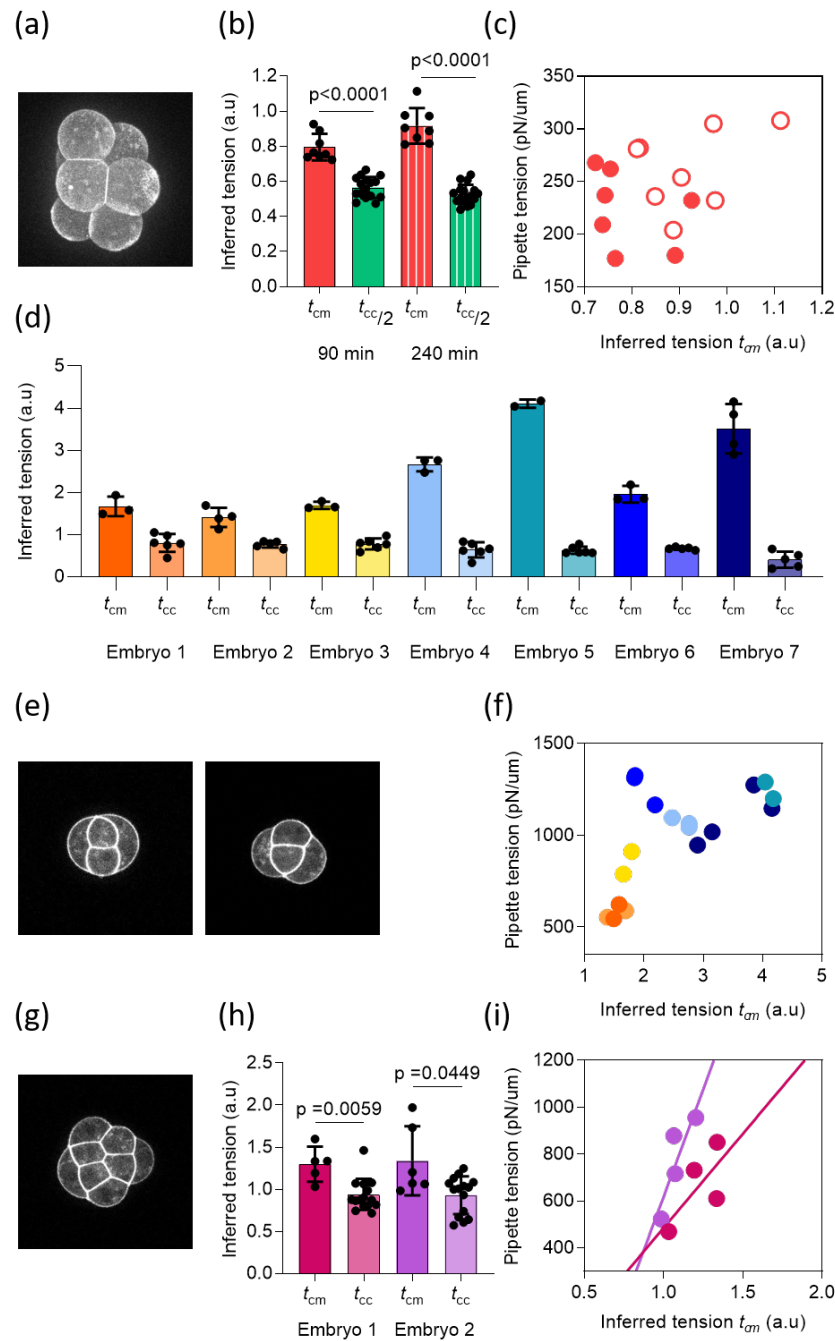 (a)
(b)
(c)
p<0.0001
p<0.0001
Inferred tension (a.u)
1.2
1.0
0.8
0.6
0.4
0.2
0.0
tcm
tcc/2
tcm
tcc/2
90 min
240 min
Pipette tension (pN/um)
350
300
250
200
150
0.7
0.8
0.9
1.0
1.1
1.2
Inferred tension tcm (a.u)
(d)
Inferred tension (a.u)
5
4
3
2
1
0
tcm
tcc
tcm
tcc
tcm
tcc
tcm
tcc
tcm
tcc
tcm
tcc
tcm
tcc
Embryo 1
Embryo 2
Embryo 3
Embryo 4
Embryo 5
Embryo 6
Embryo 7
(e)
(f)
Pipette tension (pN/um)
1500
1000
500
1
2
3
4
5
Inferred tension tcm (a.u)
(g)
(h)
(i)
Inferred tension (a.u)
2.5
2.0
1.5
1.0
0.5
0.0
p =0.0059
p =0.0449
tcm
tcc
tcm
tcc
Embryo 1
Embryo 2
Pipette tension (pN/um)
1200
1000
800
600
400
0.5
1.0
1.5
2.0
Inferred tension tcm (a.u)